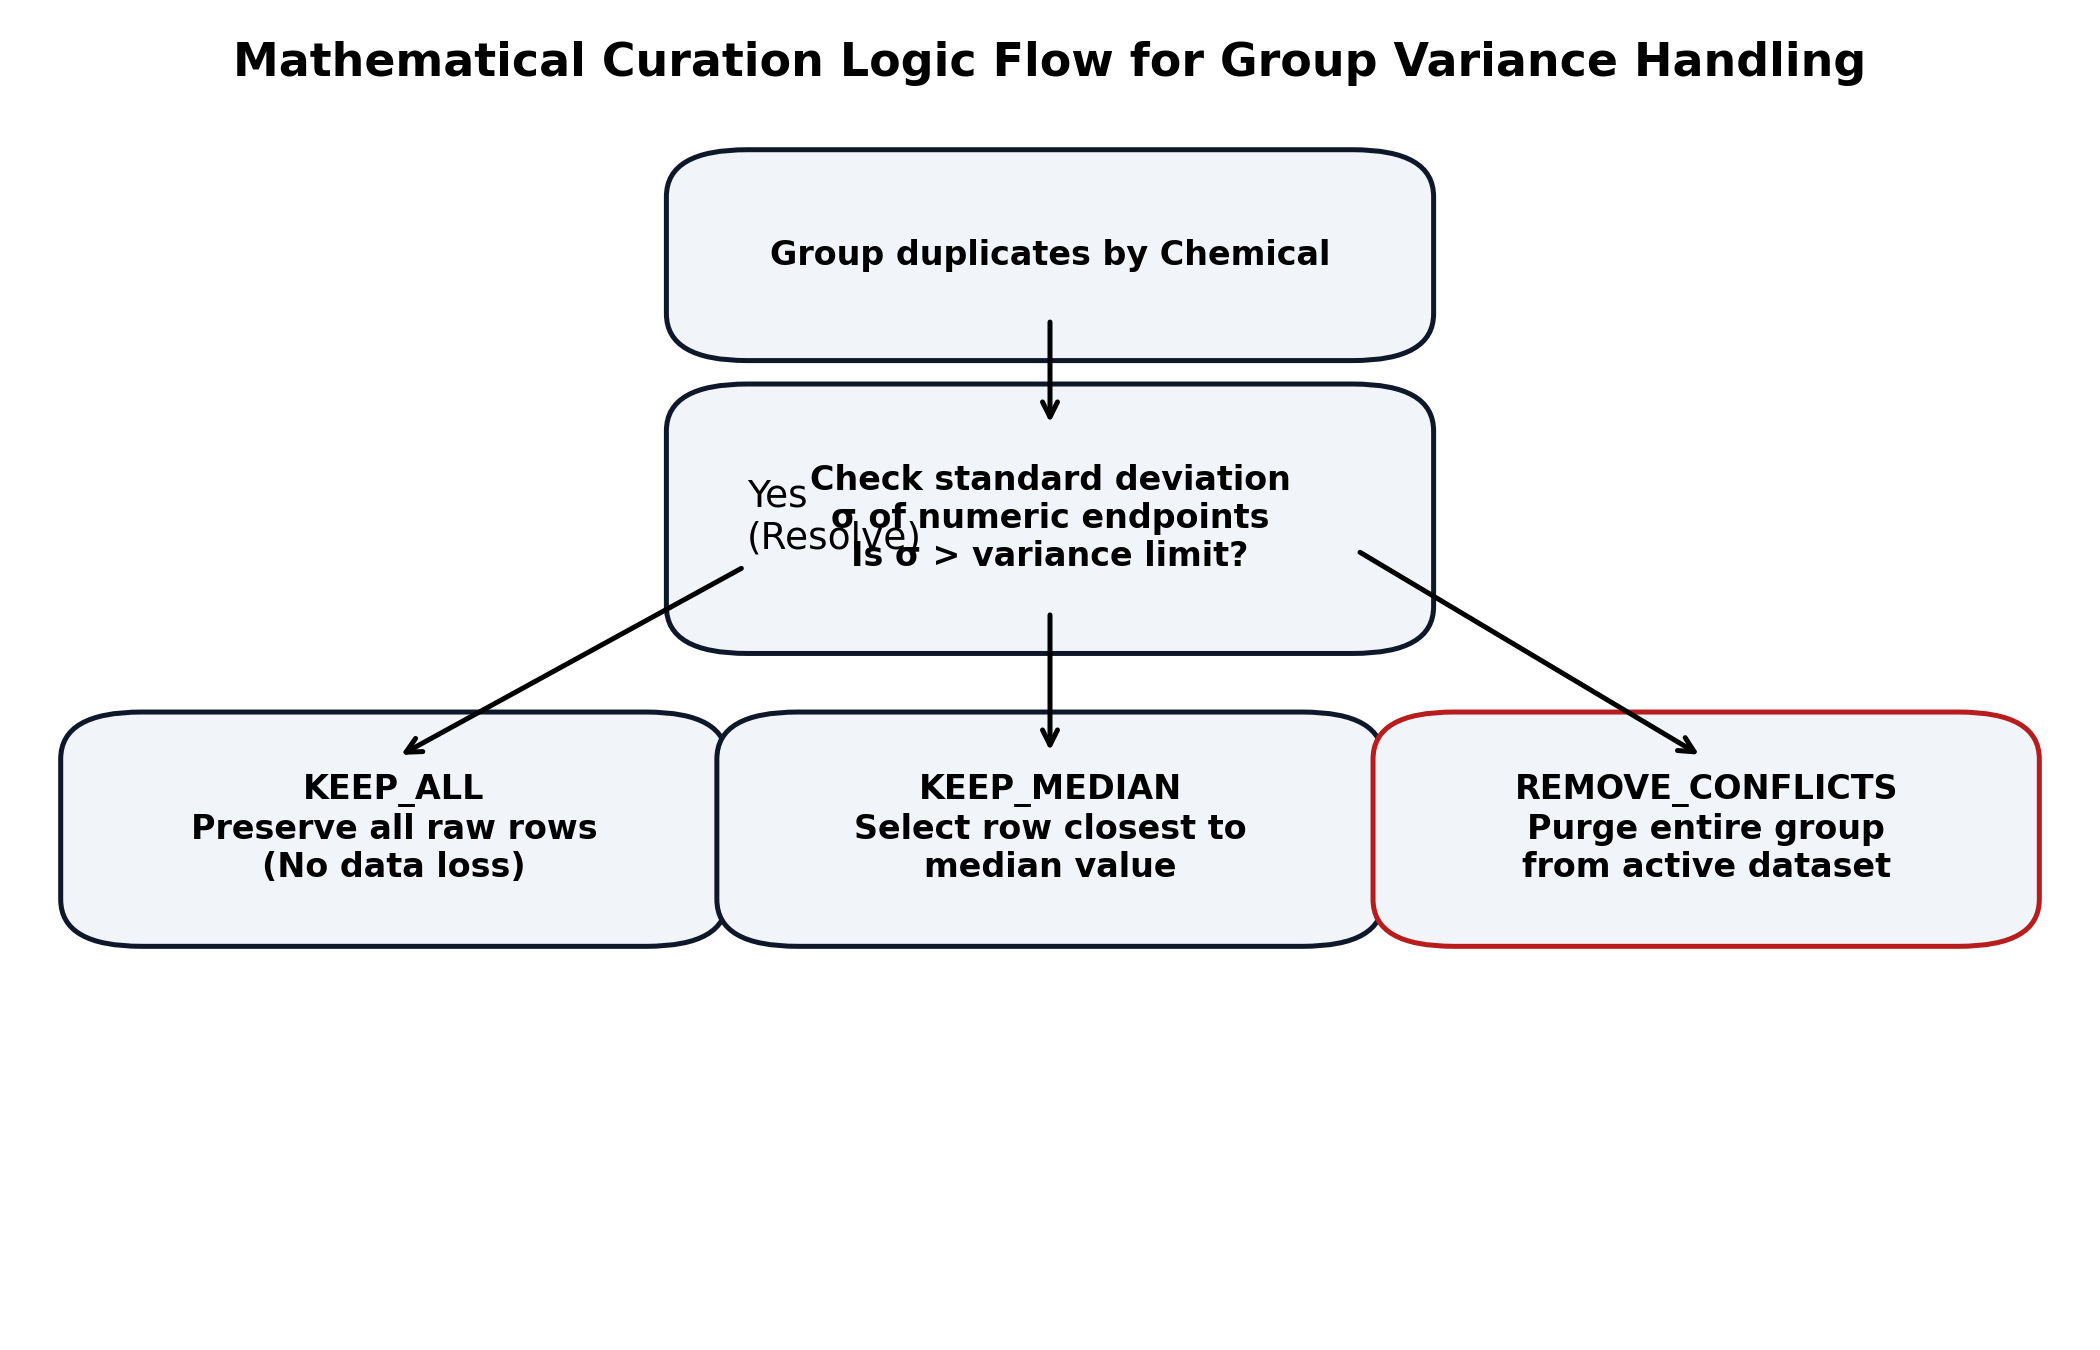 Mathematical Curation Logic Flow for Group Variance Handling
Group duplicates by Chemical
Check standard deviation
σ of numeric endpoints
Is σ > variance limit?
Yes
(Resolve)
KEEP_ALL
Preserve all raw rows
(No data loss)
KEEP_MEDIAN
Select row closest to
median value
REMOVE_CONFLICTS
Purge entire group
from active dataset